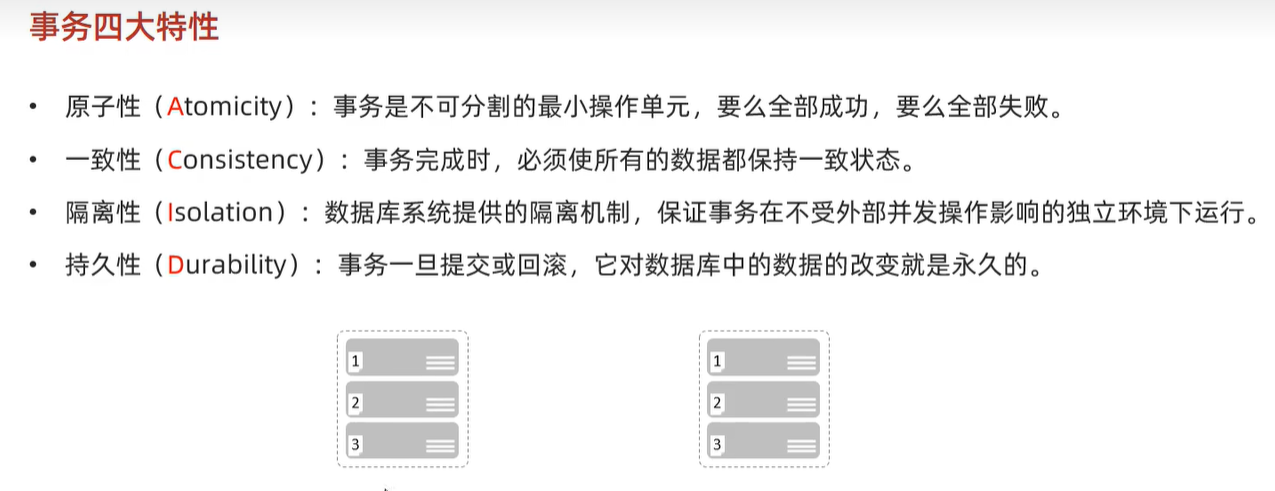 事务四大特性
• 原子性（Atomicity）：事务是不可分割的最小操作单元，要么全部成功，要么全部失败。
• 一致性（Consistency）：事务完成时，必须使所有的数据都保持一致状态。
• 隔离性（Isolation）：数据库系统提供的隔离机制，保证事务在不受外部并发操作影响的独立环境下运行。
• 持久性（Durability）：事务一旦提交或回滚，它对数据库中的数据的改变就是永久的。
1
2
3
1
2
3